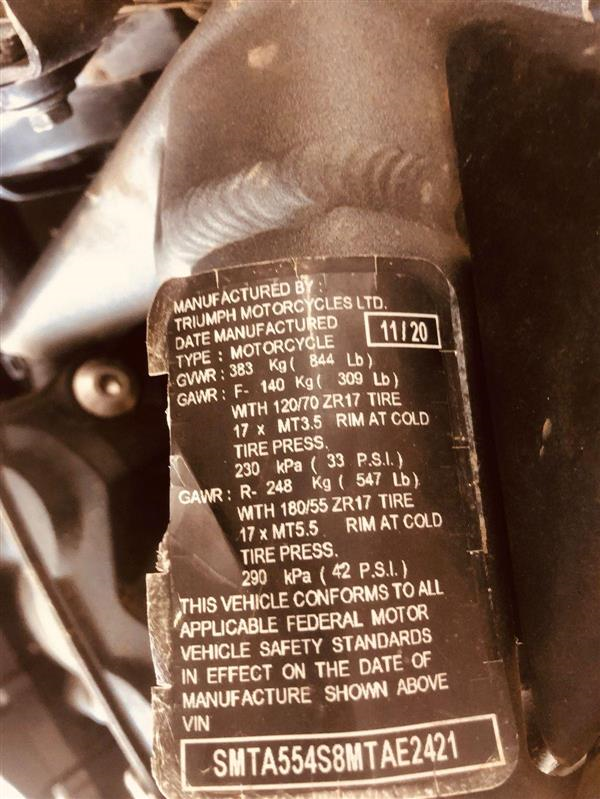 MANUFACTURED BY :
TRIUMPH MOTORCYCLES LTD.
DATE MANUFACTURED 11/20
TYPE : MOTORCYCLE
GVWR : 383 Kg ( 844 Lb )
GAWR : F- 140 Kg ( 309 Lb )
WITH 120/70 ZR17 TIRE
17 x MT3.5 RIM AT COLD
TIRE PRESS.
230 kPa ( 33 P.S.I. )
GAWR : R- 248 Kg ( 547 Lb )
WITH 180/55 ZR17 TIRE
17 x MT5.5 RIM AT COLD
TIRE PRESS.
290 kPa ( 42 P.S.I. )
THIS VEHICLE CONFORMS TO ALL
APPLICABLE FEDERAL MOTOR
VEHICLE SAFETY STANDARDS
IN EFFECT ON THE DATE OF
MANUFACTURE SHOWN ABOVE
VIN
SMTA554S8MTAE2421